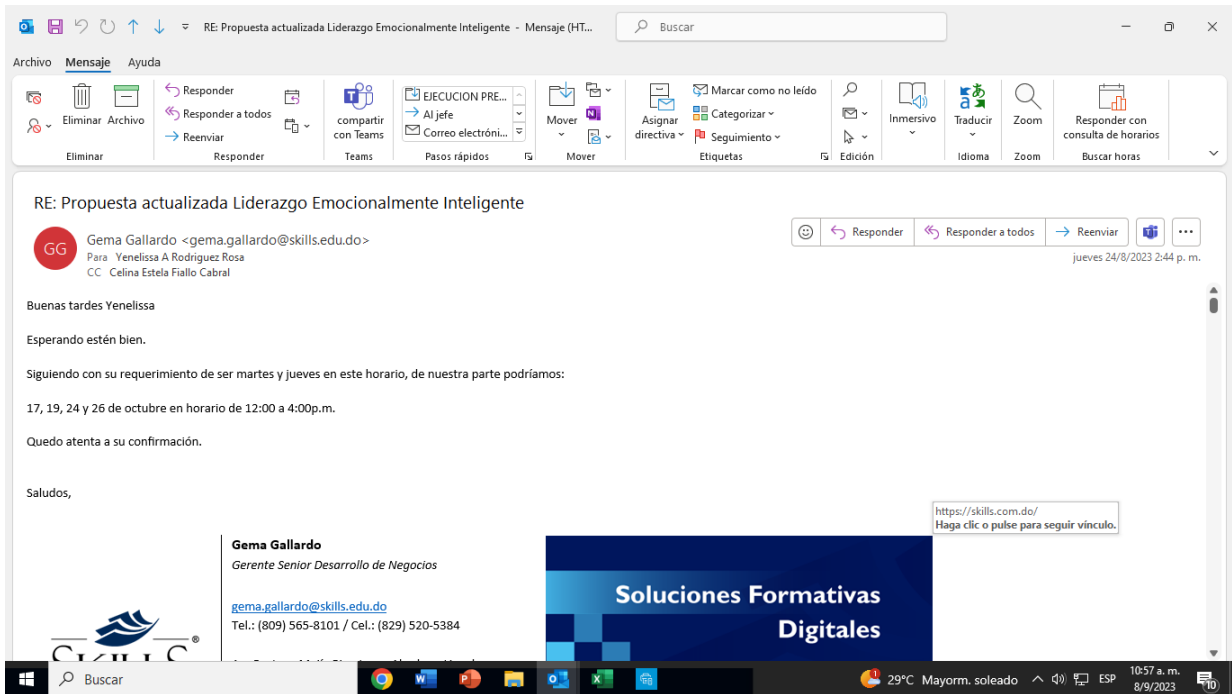 RE: Propuesta actualizada Liderazgo Emocionalmente Inteligente - Mensaje (HT...
Buscar
Archivo Mensaje Ayuda
Eliminar
Archivo
Responder
Responder a todos
Reenviar
compartir con Teams
EJECUCION PRE...
Al jefe
Correo electróni...
Mover
Asignar directiva
Marcar como no leído
Categorizar
Seguimiento
Inmersivo
Traducir
Zoom
Responder con consulta de horarios
Eliminar Responder Teams Pasos rápidos Mover Etiquetas Edición Idioma Zoom Buscar horas
RE: Propuesta actualizada Liderazgo Emocionalmente Inteligente
GG
Gema Gallardo <gema.gallardo@skills.edu.do>
Para Yenelissa A Rodriguez Rosa
CC Celina Estela Fiallo Cabral
Responder Responder a todos Reenviar
jueves 24/8/2023 2:44 p. m.
Buenas tardes Yenelissa
Esperando estén bien.
Siguiendo con su requerimiento de ser martes y jueves en este horario, de nuestra parte podríamos:
17, 19, 24 y 26 de octubre en horario de 12:00 a 4:00p.m.
Quedo atenta a su confirmación.
Saludos,
https://skills.com.do/
Haga clic o pulse para seguir vínculo.
Gema Gallardo
Gerente Senior Desarrollo de Negocios
gema.gallardo@skills.edu.do
Tel.: (809) 565-8101 / Cel.: (829) 520-5384
Soluciones Formativas
Digitales
Buscar
29°C Mayorm. soleado
ESP
10:57 a. m.
8/9/2023
10